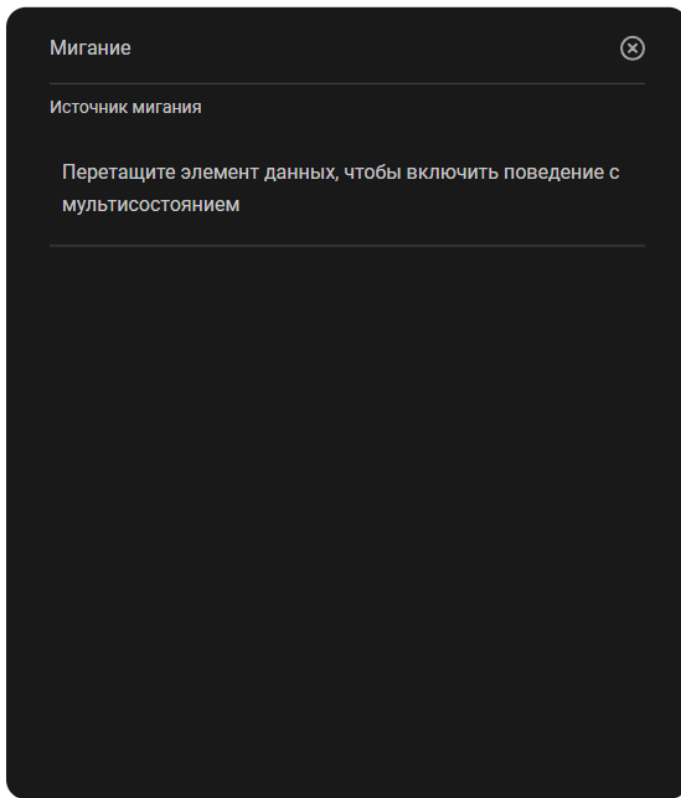 Мигание
Источник мигания
Перетащите элемент данных, чтобы включить поведение с
мультисостоянием